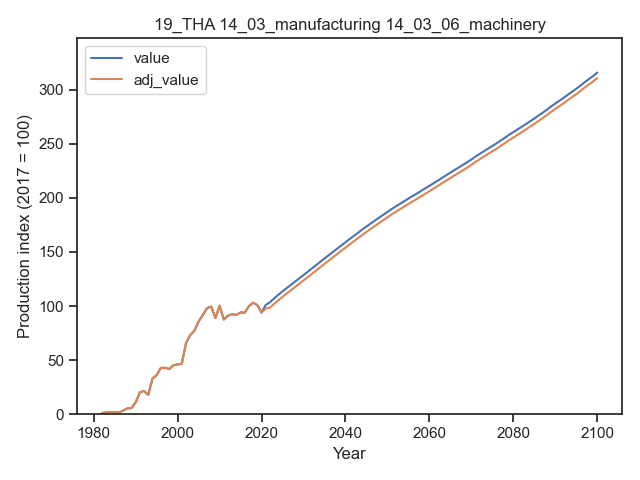 19_THA 14_03_manufacturing 14_03_06_machinery
value
adj_value
Production index (2017 = 100)
300
250
200
150
100
50
0
1980 2000 2020 2040 2060 2080 2100
Year